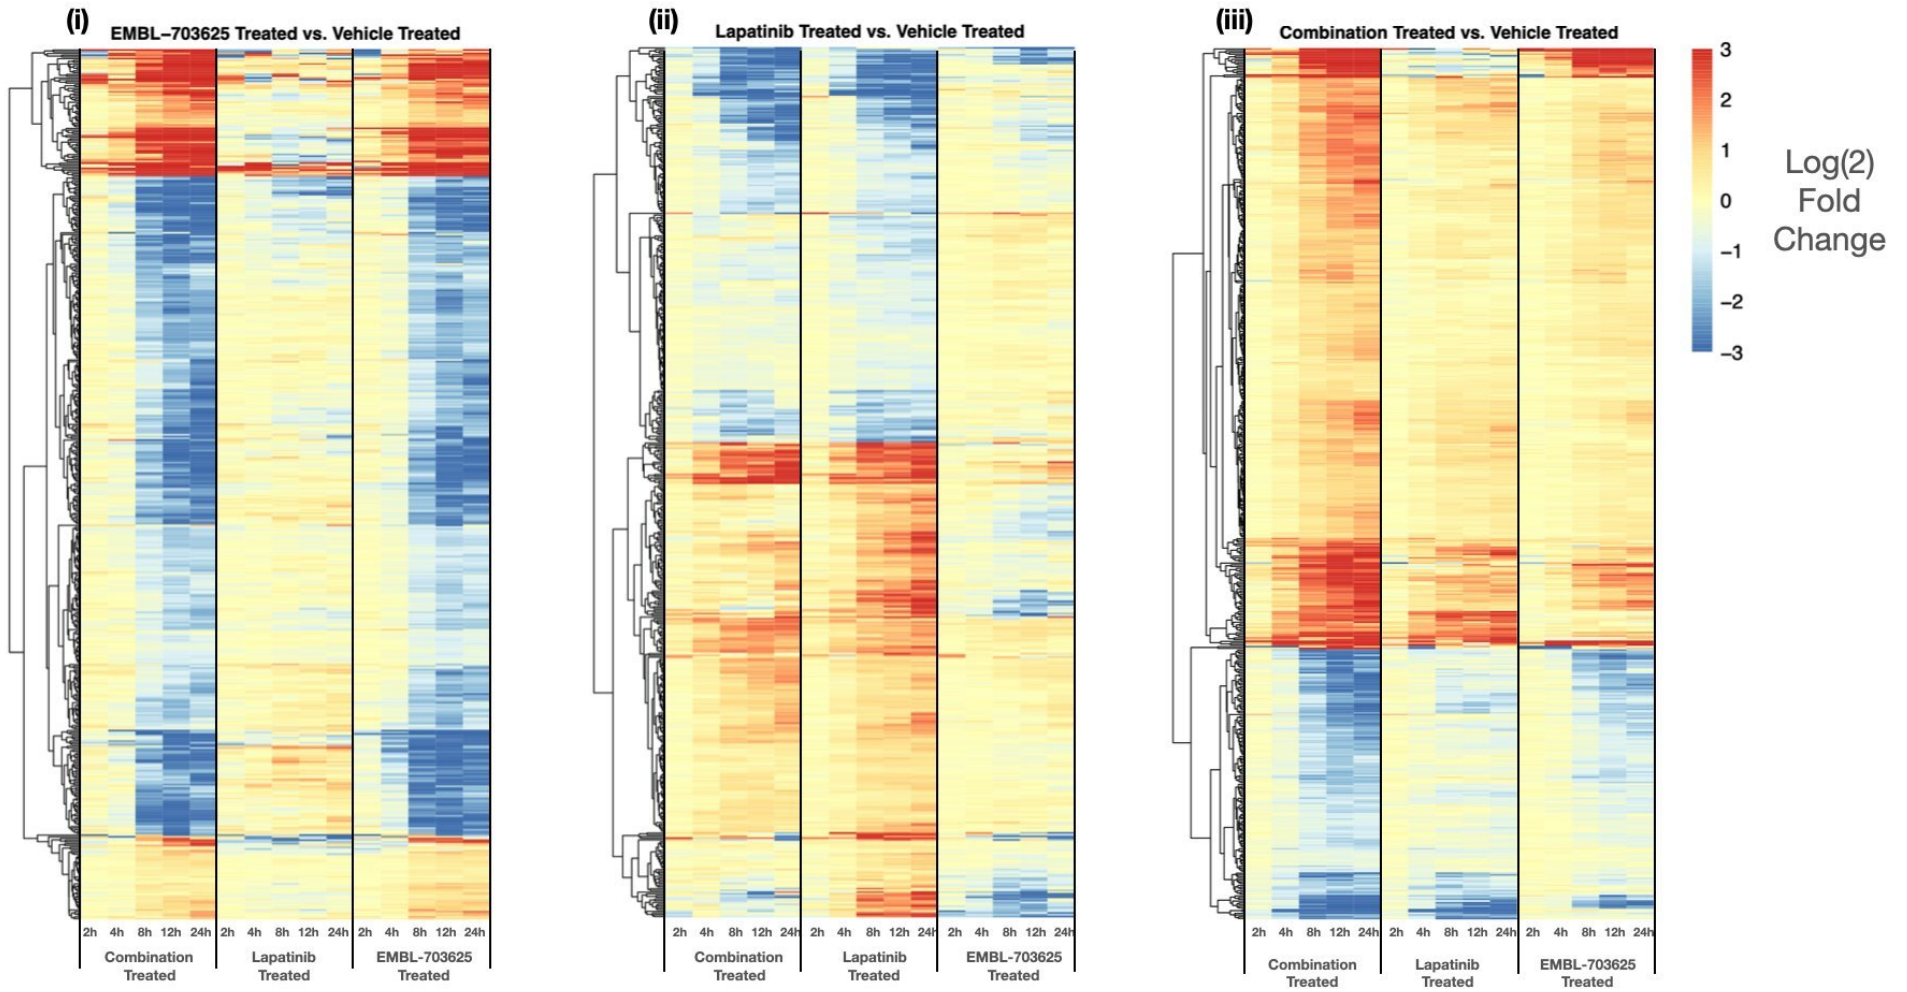 (i)
EMBL–703625 Treated vs. Vehicle Treated
2h 4h 8h 12h 24h 2h 4h 8h 12h 24h 2h 4h 8h 12h 24h
Combination
Treated
Lapatinib
Treated
EMBL-703625
Treated
(ii)
Lapatinib Treated vs. Vehicle Treated
2h 4h 8h 12h 24h 2h 4h 8h 12h 24h 2h 4h 8h 12h 24h
Combination
Treated
Lapatinib
Treated
EMBL-703625
Treated
(iii)
Combination Treated vs. Vehicle Treated
2h 4h 8h 12h 24h 2h 4h 8h 12h 24h 2h 4h 8h 12h 24h
Combination
Treated
Lapatinib
Treated
EMBL-703625
Treated
3
2
1
0
−1
−2
−3
Log(2)
Fold
Change